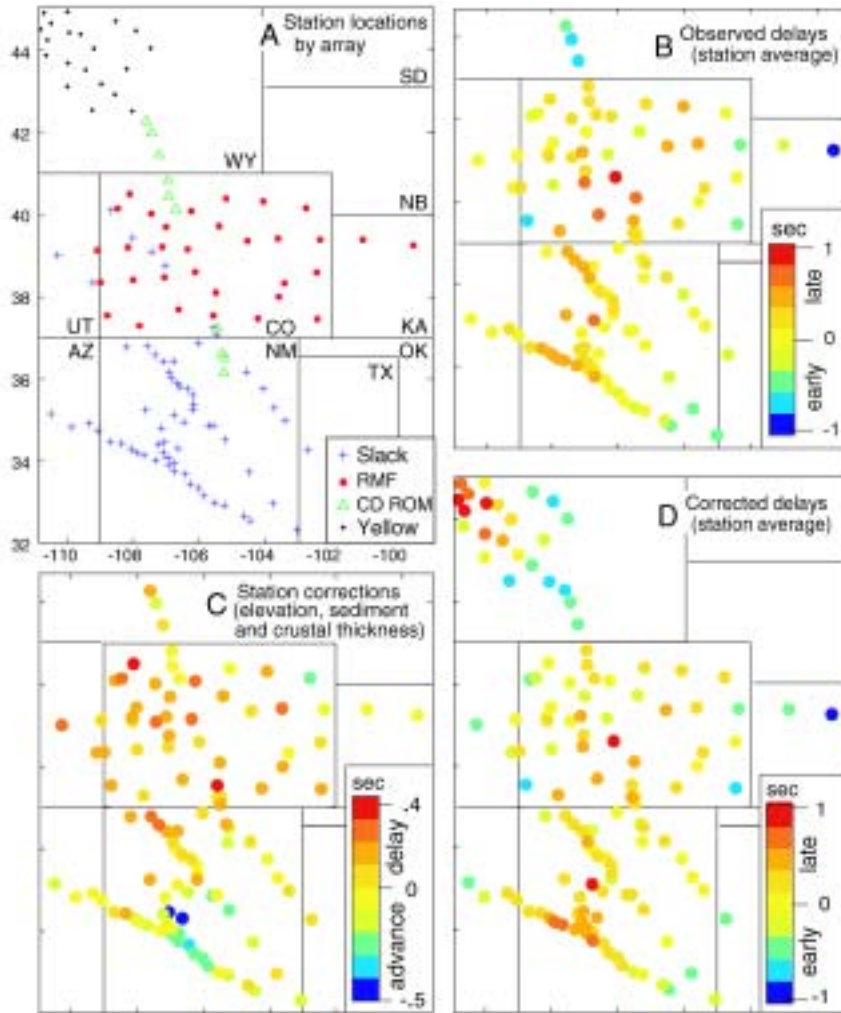 A
Station locations
by array
44
42
40
38
36
34
32
-110
-108
-106
-104
-102
-100
SD
WY
NB
UT
CO
KA
AZ
NM
OK
TX
Slack
RMF
CD ROM
Yellow
B
Observed delays
(station average)
sec
1
late
0
early
-1
C
Station corrections
(elevation, sediment
and crustal thickness)
sec
.4
delay
0
advance
-.5
D
Corrected delays
(station average)
sec
1
late
0
early
-1